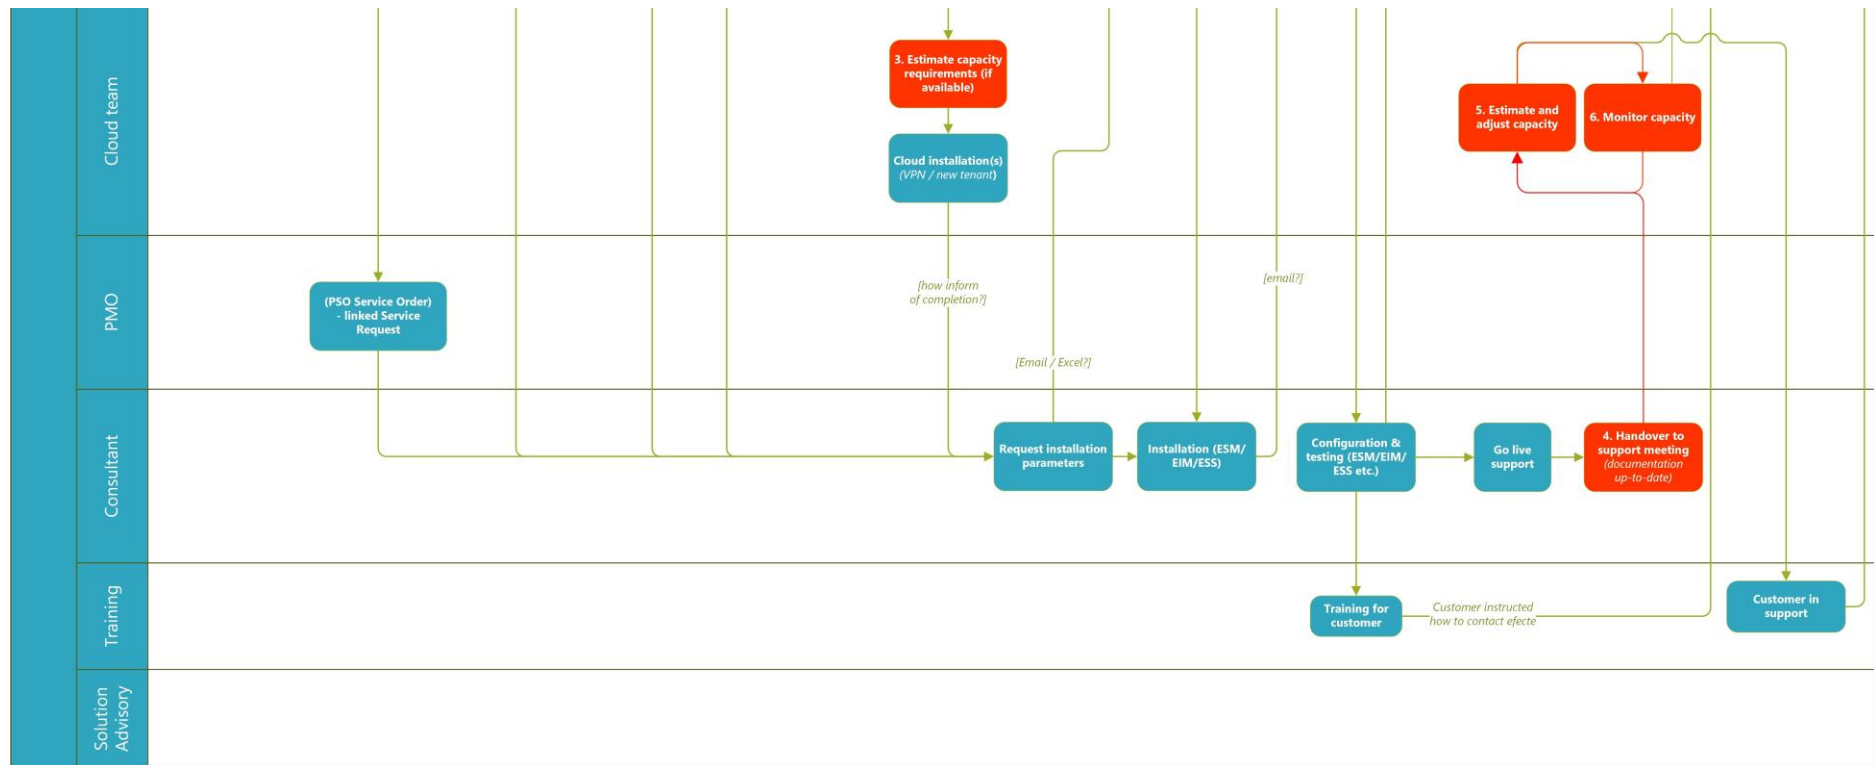 Cloud team
3. Estimate capacity
requirements (if
available)
Cloud installation(s)
(VPN / new tenant)
5. Estimate and
adjust capacity
6. Monitor capacity
PMO
(PSO Service Order)
- linked Service
Request
[how inform
of completion?]
[Email / Excel?]
[email?]
Consultant
Request installation
parameters
Installation (ESM/
EIM/ESS)
Configuration &
testing (ESM/EIM/
ESS etc.)
Go live
support
4. Handover to
support meeting
(documentation
up-to-date)
Training
Training for
customer
Customer instructed
how to contact efecte
Customer in
support
Solution
Advisory